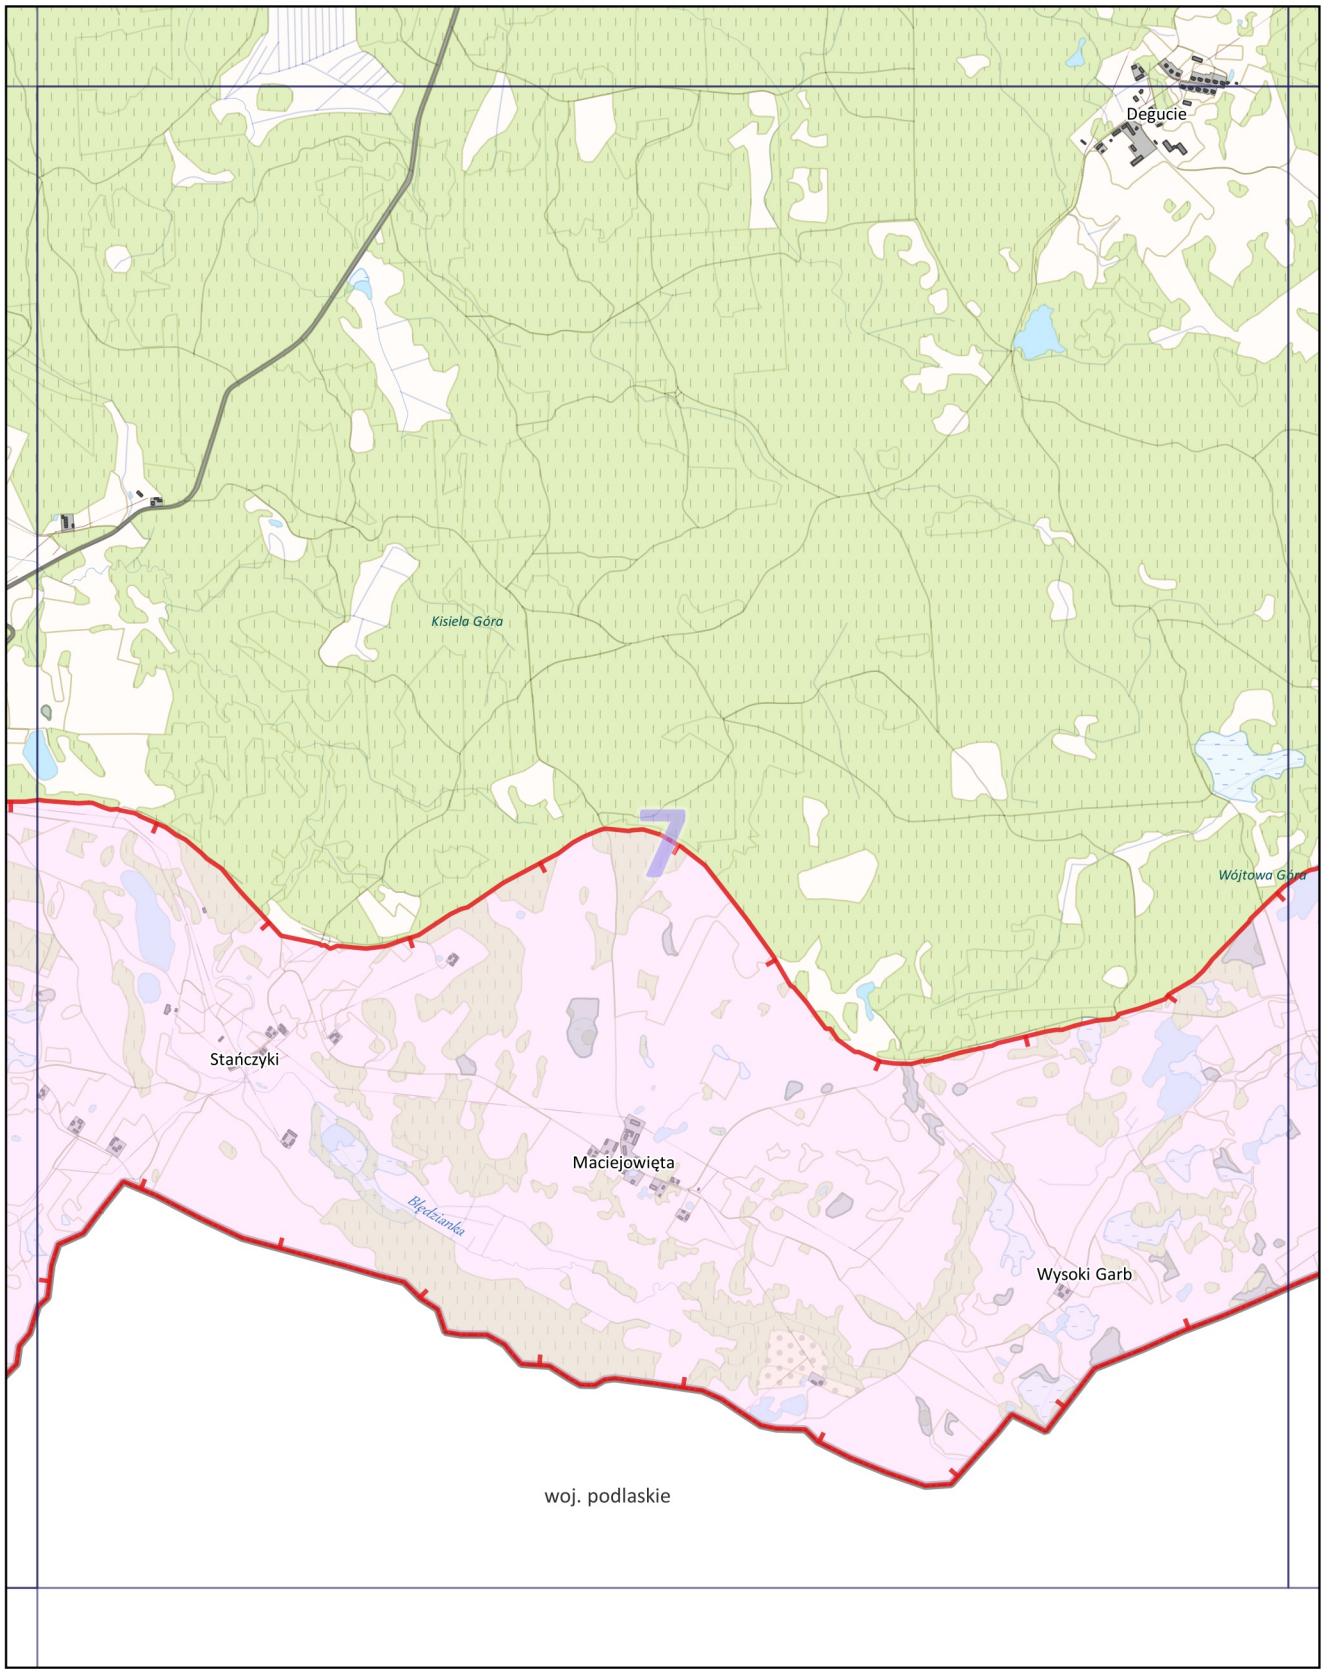 Degucie
Kisiela Góra
7
Wójtowa Góra
Stańczyki
Maciejowięta
Błędzianka
Wysoki Garb
woj. podlaskie